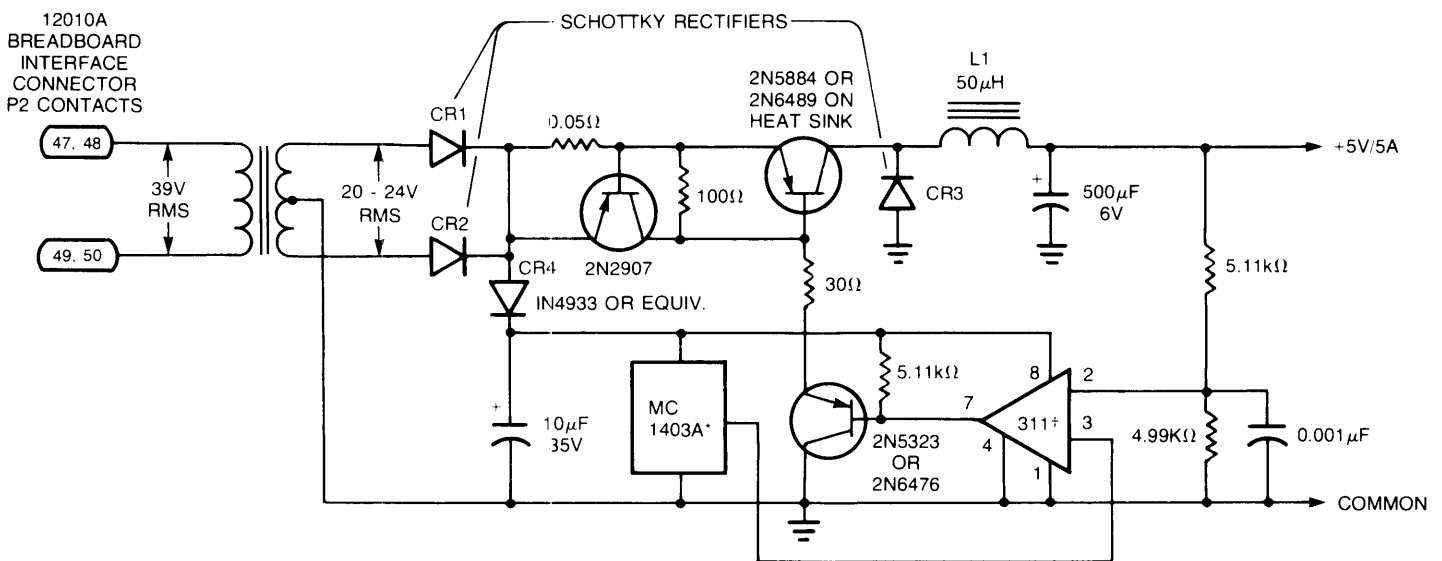 12010A
BREADBOARD
INTERFACE
CONNECTOR
P2 CONTACTS
SCHOTTKY RECTIFIERS
47, 48
49, 50
39V
RMS
20 - 24V
RMS
CR1
CR2
0.05Ω
100Ω
2N2907
2N5884 OR
2N6489 ON
HEAT SINK
CR3
L1
50µH
+
500µF
6V
+5V/5A
CR4
IN4933 OR EQUIV.
30Ω
5.11kΩ
+
10µF
35V
MC
1403A*
5.11kΩ
2N5323
OR
2N6476
7
8
2
311†
3
4
1
4.99KΩ
0.001µF
COMMON